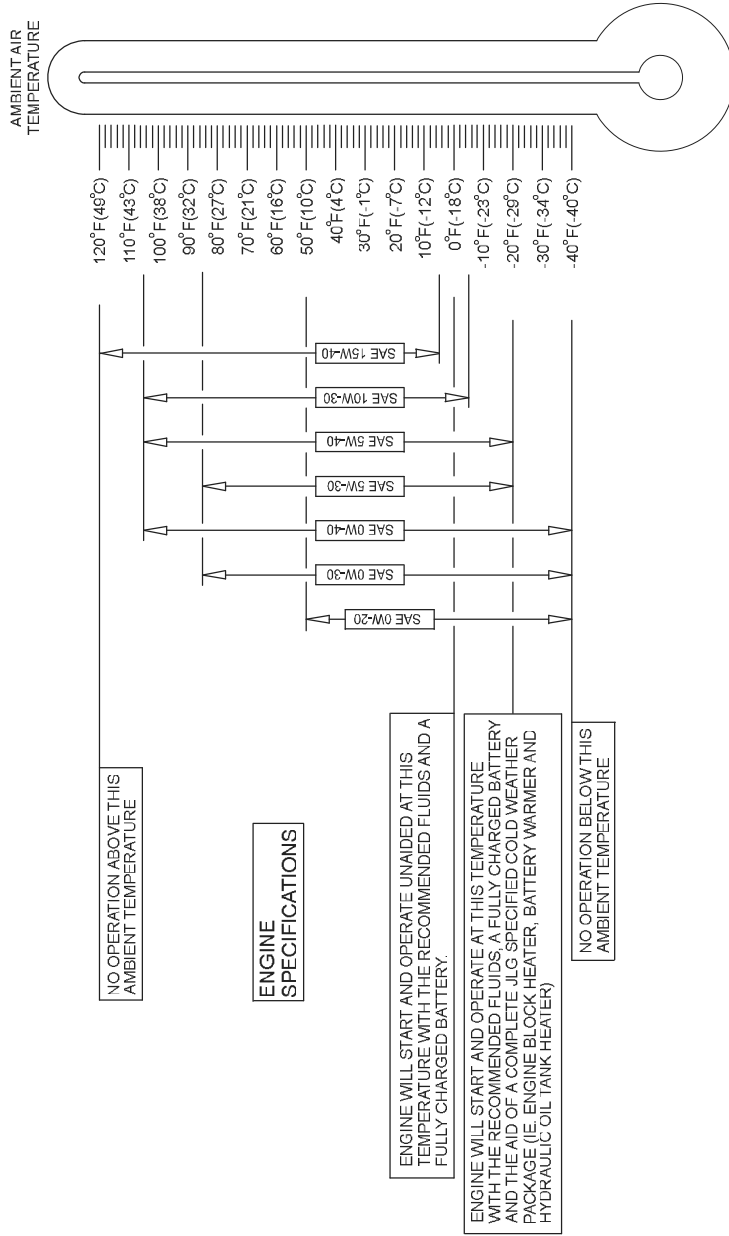 AMBIENT AIR
TEMPERATURE
120°F(49°C)
110°F(43°C)
100°F(38°C)
90°F(32°C)
80°F(27°C)
70°F(21°C)
60°F(16°C)
50°F(10°C)
40°F(4°C)
30°F(-1°C)
20°F(-7°C)
10°F(-12°C)
0°F(-18°C)
-10°F(-23°C)
-20°F(-29°C)
-30°F(-34°C)
-40°F(-40°C)
SAE 15W-40
SAE 10W-30
SAE 5W-40
SAE 5W-30
SAE 0W-40
SAE 0W-30
SAE 0W-20
NO OPERATION ABOVE THIS
AMBIENT TEMPERATURE
ENGINE
SPECIFICATIONS
ENGINE WILL START AND OPERATE UNAIDED AT THIS
TEMPERATURE WITH THE RECOMMENDED FLUIDS AND A
FULLY CHARGED BATTERY.
ENGINE WILL START AND OPERATE AT THIS TEMPERATURE
WITH THE RECOMMENDED FLUIDS, A FULLY CHARGED BATTERY
AND THE AID OF A COMPLETE JLG SPECIFIED COLD WEATHER
PACKAGE (IE. ENGINE BLOCK HEATER, BATTERY WARMER AND
HYDRAULIC OIL TANK HEATER)
NO OPERATION BELOW THIS
AMBIENT TEMPERATURE